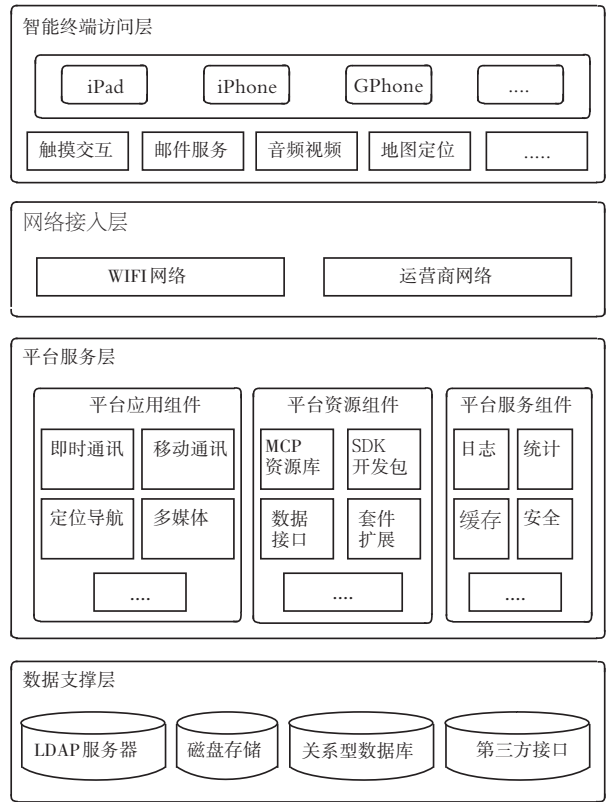 智能终端访问层
iPad
iPhone
GPhone
....
触摸交互
邮件服务
音频视频
地图定位
.....
网络接入层
WIFI网络
运营商网络
平台服务层
平台应用组件
即时通讯
移动通讯
定位导航
多媒体
....
平台资源组件
MCP
资源库
SDK
开发包
数据
接口
套件
扩展
....
平台服务组件
日志
统计
缓存
安全
....
数据支撑层
LDAP服务器
磁盘存储
关系型数据库
第三方接口